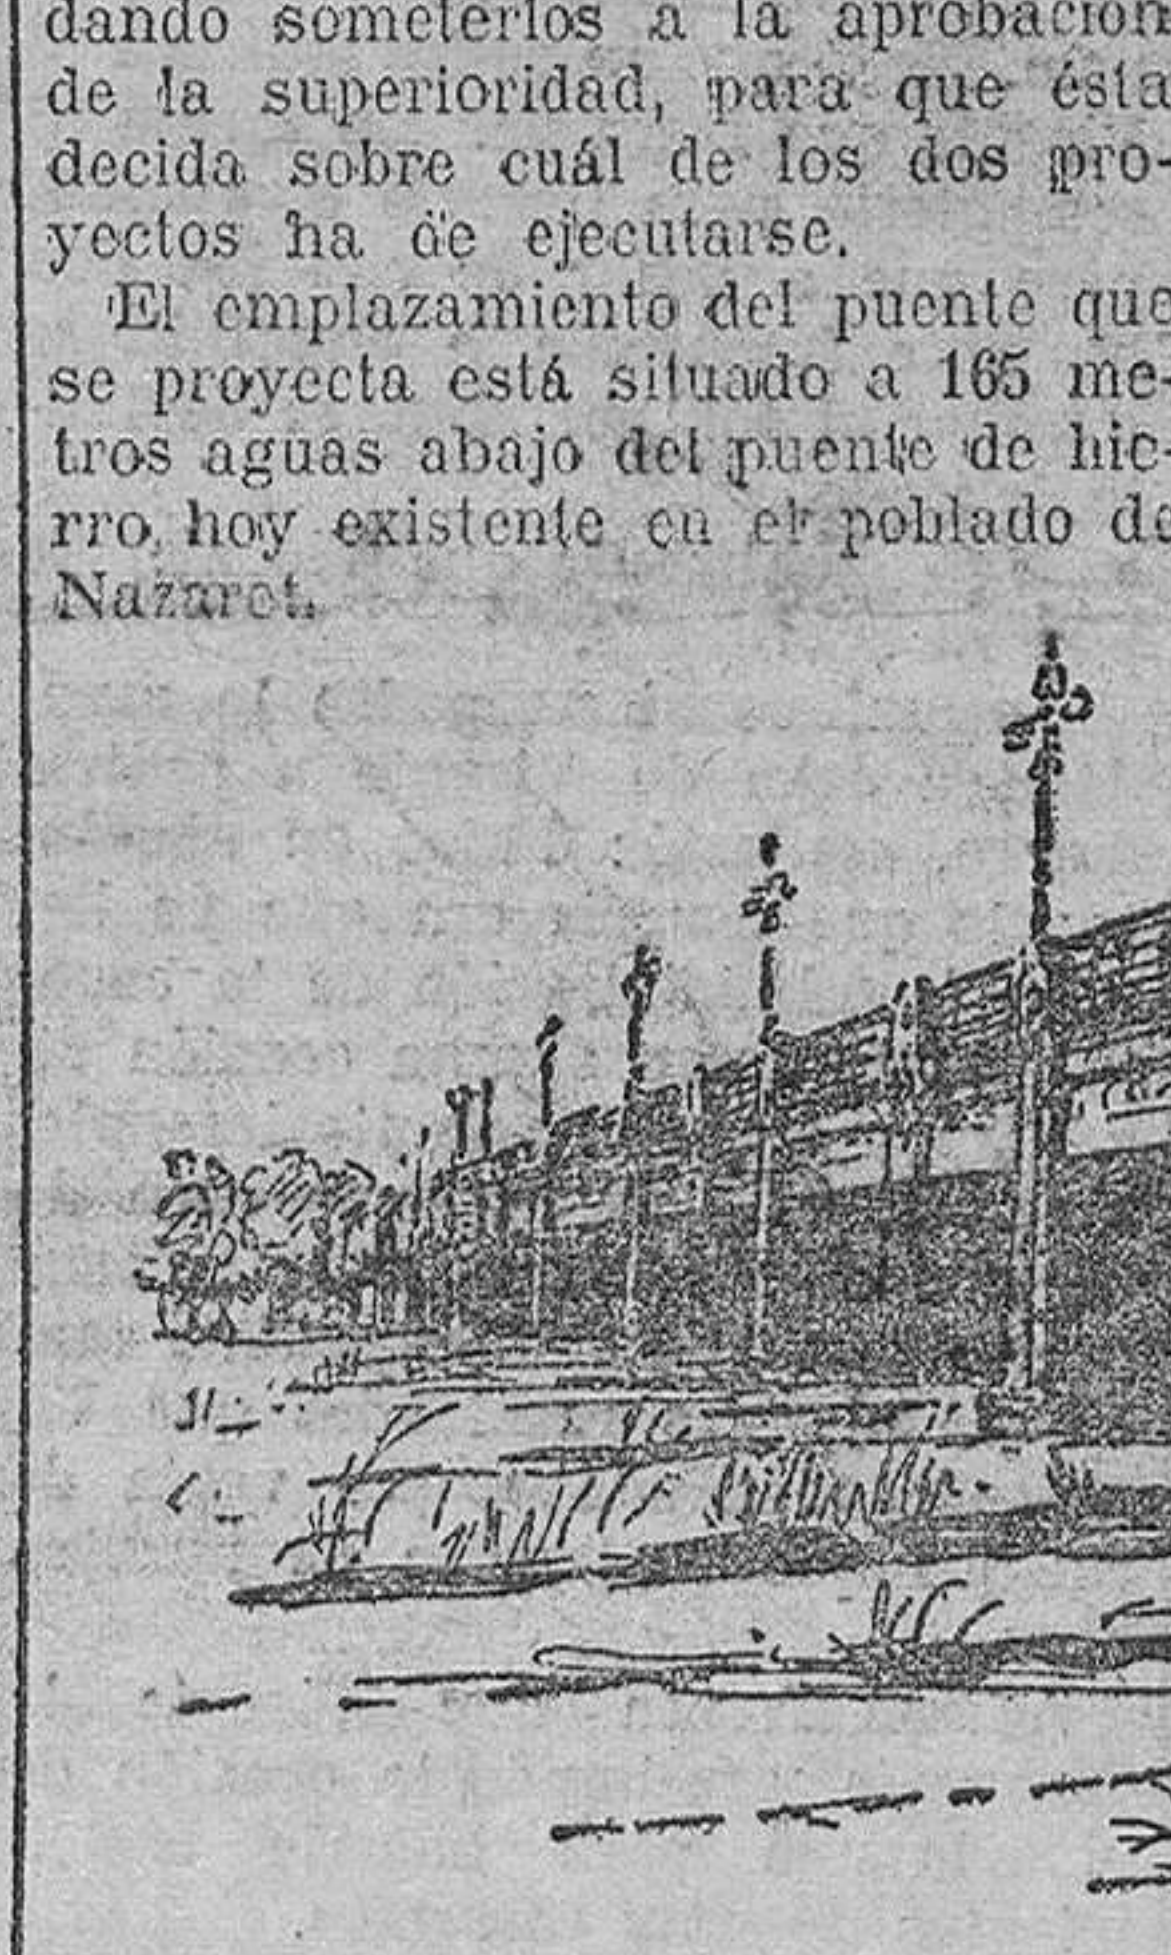 dando someterlos a la aprobación
de la superioridad, para que ésta
decida sobre cuál de los dos pro-
yectos ha de ejecutarse.
El emplazamiento del puente que
se proyecta está situado a 165 me-
tros aguas abajo del puente de hie-
rro, hoy existente en el poblado de
Nazaret.